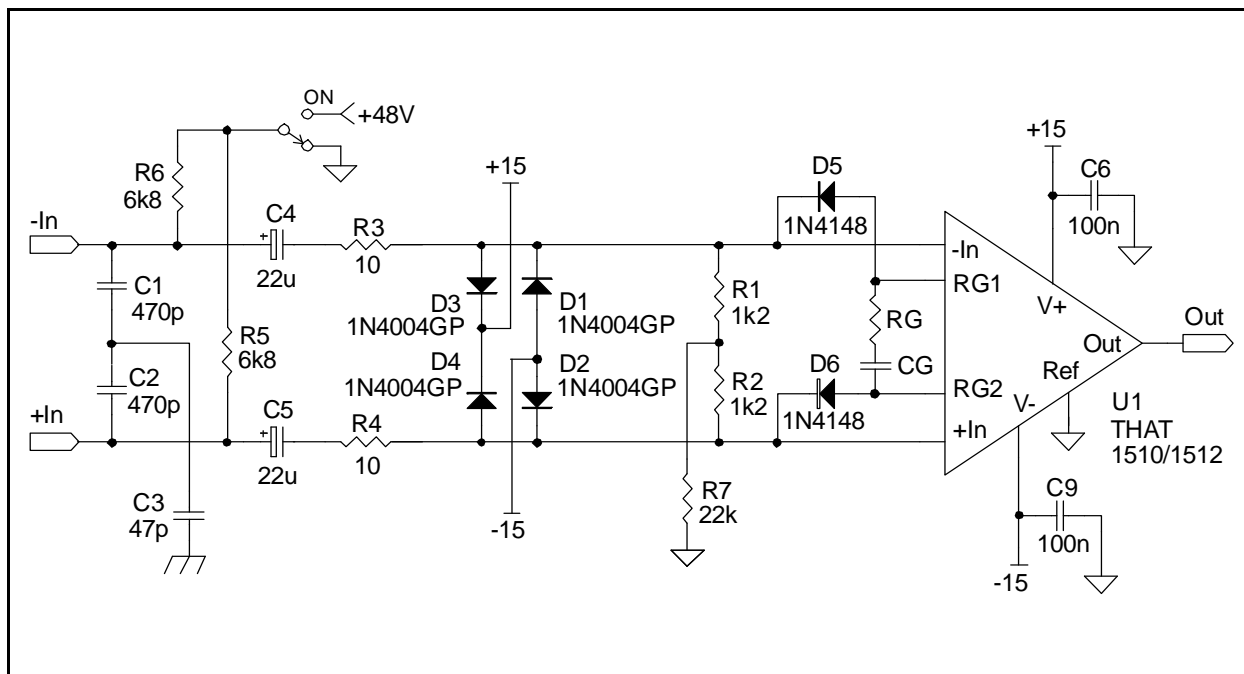 ON
+48V
R6
6k8
-In
C4
+
22u
R3
10
+15
D5
1N4148
+15
C6
100n
C1
470p
R5
6k8
D3
1N4004GP
D1
1N4004GP
R1
1k2
-In
RG1
RG
V+
Out
Out
C2
470p
D4
1N4004GP
D2
1N4004GP
R2
1k2
D6
1N4148
CG
RG2
Ref
V-
+In
C5
+
22u
R4
10
+In
U1
THAT
1510/1512
C3
47p
-15
R7
22k
C9
100n
-15